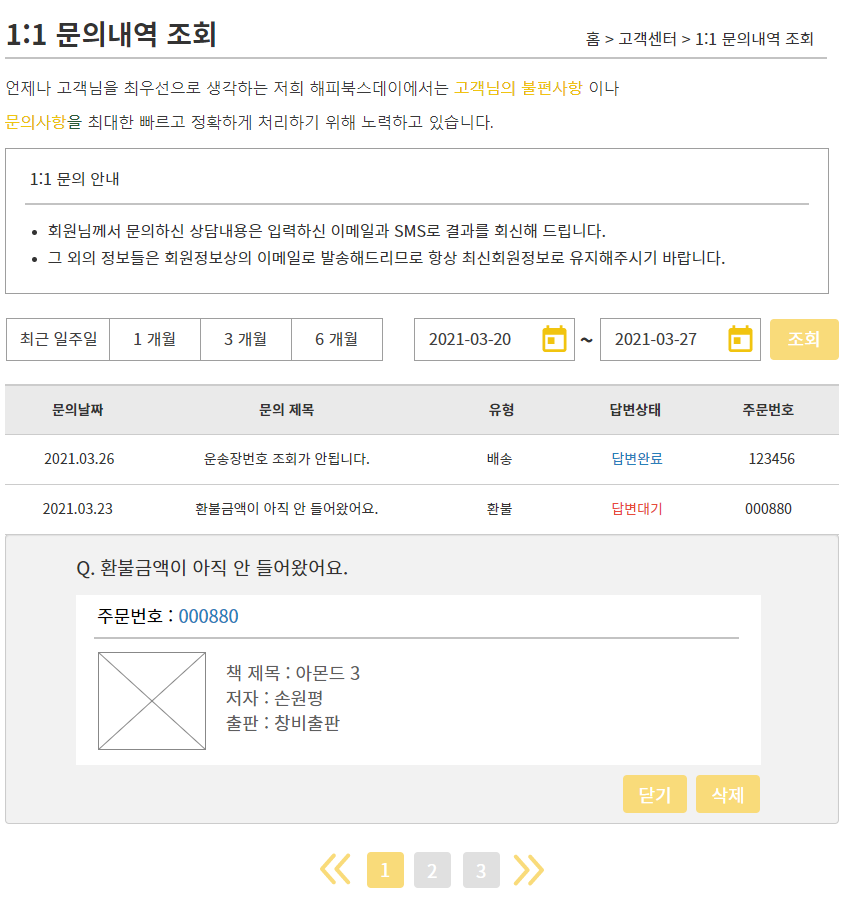 1:1 문의내역 조회
홈 > 고객센터 > 1:1 문의내역 조회
언제나 고객님을 최우선으로 생각하는 저희 해피북스데이에서는 고객님의 불편사항 이나
문의사항을 최대한 빠르고 정확하게 처리하기 위해 노력하고 있습니다.
1:1 문의 안내
• 회원님께서 문의하신 상담내용은 입력하신 이메일과 SMS로 결과를 회신해 드립니다.
• 그 외의 정보들은 회원정보상의 이메일로 발송해드리므로 항상 최신회원정보로 유지해주시기 바랍니다.
최근 일주일 1 개월 3 개월 6 개월 2021-03-20 ~ 2021-03-27 조회
문의날짜 문의 제목 유형 답변상태 주문번호
2021.03.26 운송장번호 조회가 안됩니다. 배송 답변완료 123456
2021.03.23 환불금액이 아직 안 들어왔어요. 환불 답변대기 000880
Q. 환불금액이 아직 안 들어왔어요.
주문번호 : 000880
책 제목 : 아몬드 3
저자 : 손원평
출판 : 창비출판
닫기 삭제
1 2 3